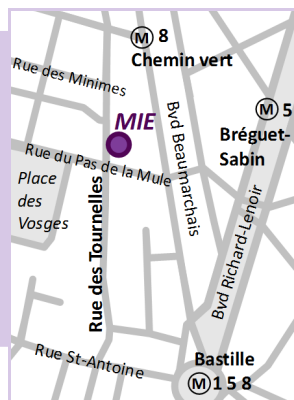 M 8
Chemin vert
Rue des Minimes
M 5
MIE
Bréguet-
Sabin
Bvd Beaumarchais
Rue du Pas de la Mule
Place
des
Vosges
Rue des Tournelles
Bvd Richard-Lenoir
Rue St-Antoine
Bastille
M 1 5 8